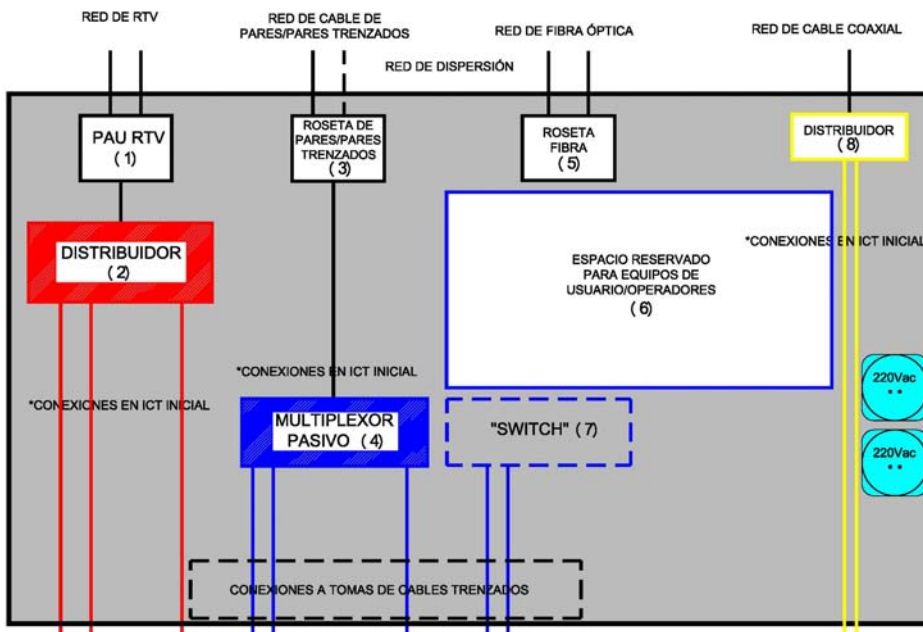 RED DE RTV
RED DE CABLE DE
PARES/PARES TRENZADOS
RED DE FIBRA ÓPTICA
RED DE CABLE COAXIAL
RED DE DISPERSIÓN
PAU RTV
( 1 )
ROSETA DE
PARES/PARES
TRENZADOS
( 3 )
ROSETA
FIBRA
( 5 )
DISTRIBUIDOR
( 8 )
DISTRIBUIDOR
( 2 )
ESPACIO RESERVADO
PARA EQUIPOS DE
USUARIO/OPERADORES
( 6 )
*CONEXIONES EN ICT INICIAL
*CONEXIONES EN ICT INICIAL
*CONEXIONES EN ICT INICIAL
MULTIPLEXOR
PASIVO ( 4 )
"SWITCH" ( 7 )
220Vac
220Vac
CONEXIONES A TOMAS DE CABLES TRENZADOS